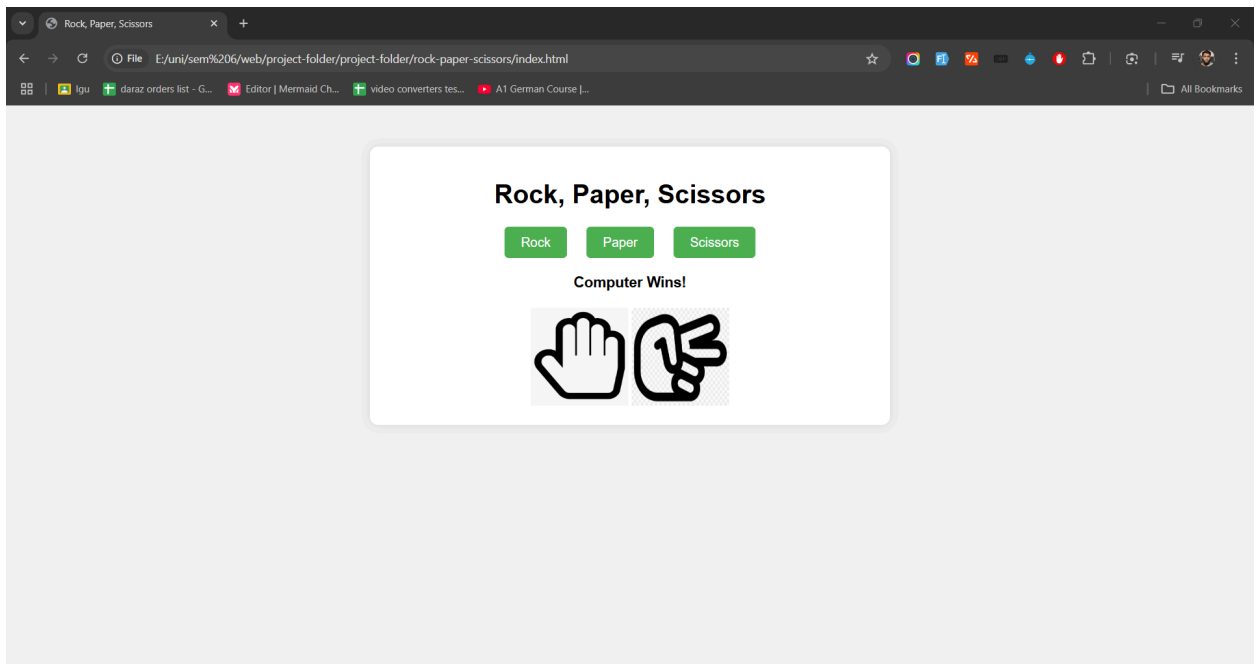 Rock, Paper, Scissors
File E:/uni/sem%206/web/project-folder/project-folder/rock-paper-scissors/index.html
Igu daraz orders list - G... Editor | Mermaid Ch... video converters tes... A1 German Course |... All Bookmarks
Rock, Paper, Scissors
Rock Paper Scissors
Computer Wins!